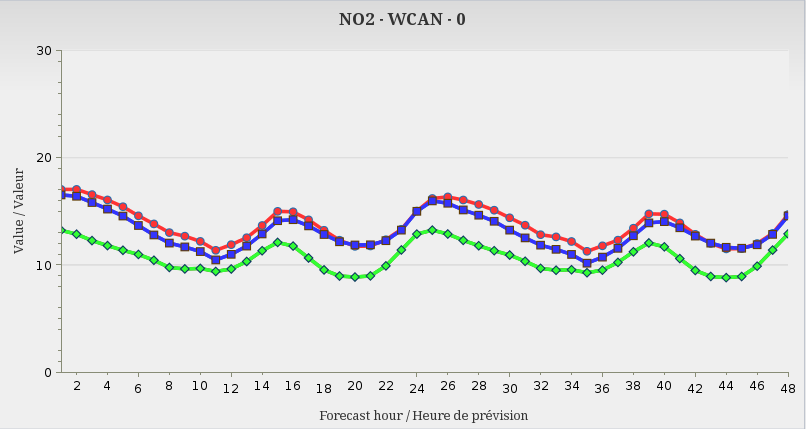 NO2 - WCAN - 0
30
20
10
0
Value / Valeur
2 4 6 8 10 12 14 16 18 20 22 24 26 28 30 32 34 36 38 40 42 44 46 48
Forecast hour / Heure de prévision